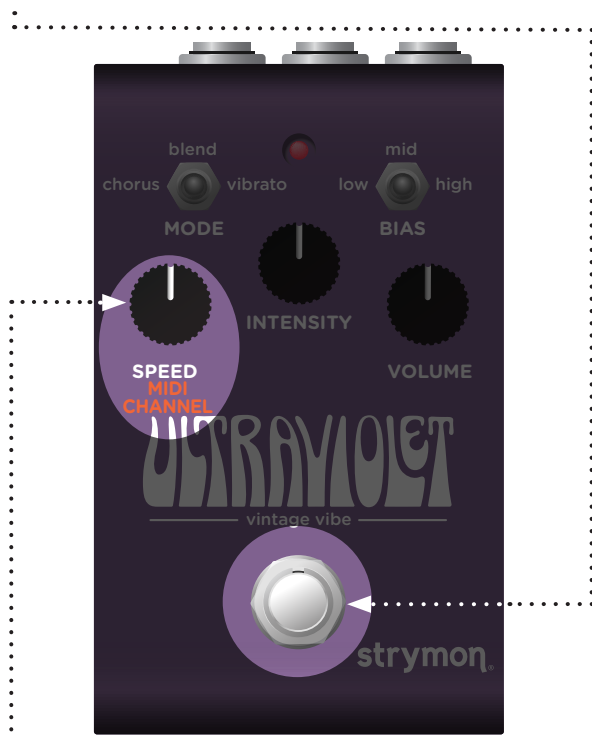 blend
mid
chorus
vibrato
low
high
MODE
BIAS
INTENSITY
SPEED
VOLUME
MIDI
CHANNEL
ULTRAVIOLET
vintage vibe
strymon®